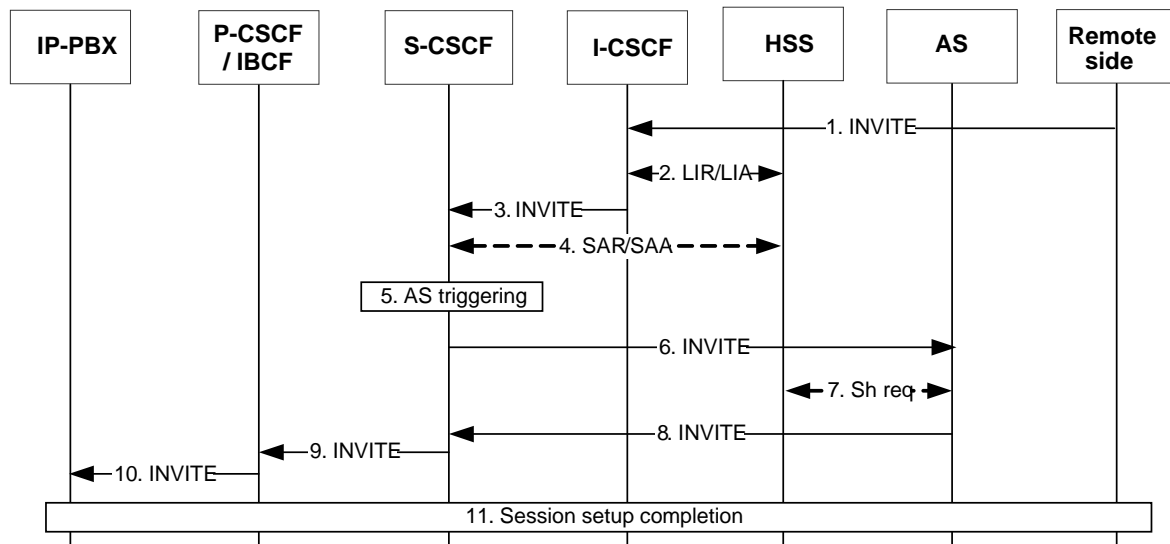 IP-PBX
P-CSCF
/ IBCF
S-CSCF
I-CSCF
HSS
AS
Remote
side
1. INVITE
2. LIR/LIA
3. INVITE
4. SAR/SAA
5. AS triggering
6. INVITE
7. Sh req
8. INVITE
9. INVITE
10. INVITE
11. Session setup completion